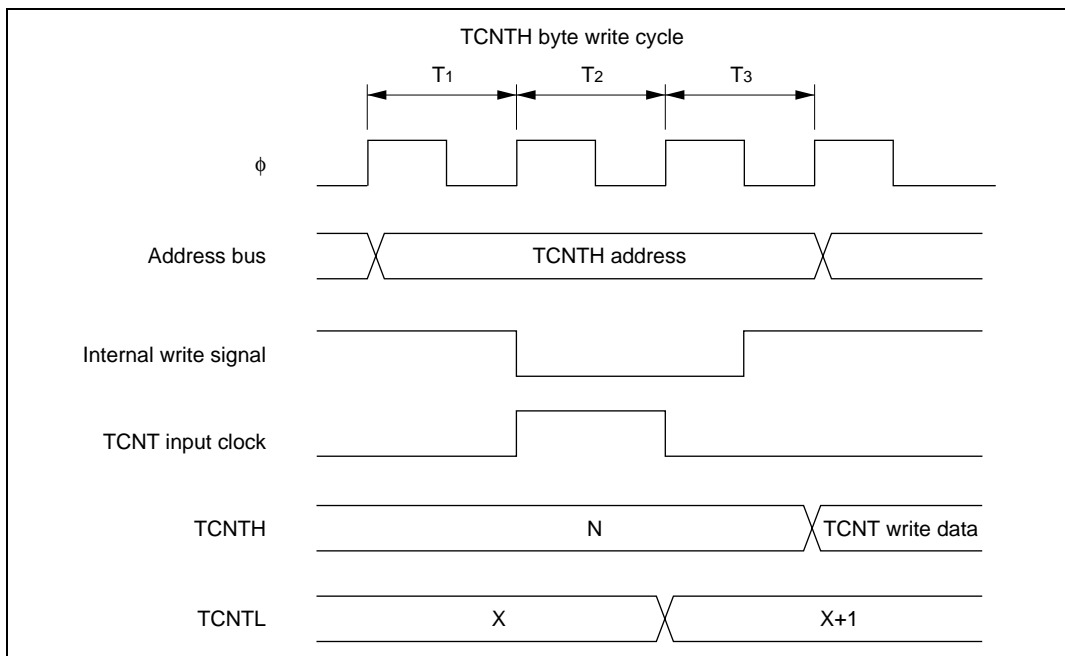 TCNTH byte write cycle
T1 T2 T3
φ
Address bus TCNTH address
Internal write signal
TCNT input clock
TCNTH N TCNT write data
TCNTL X X+1